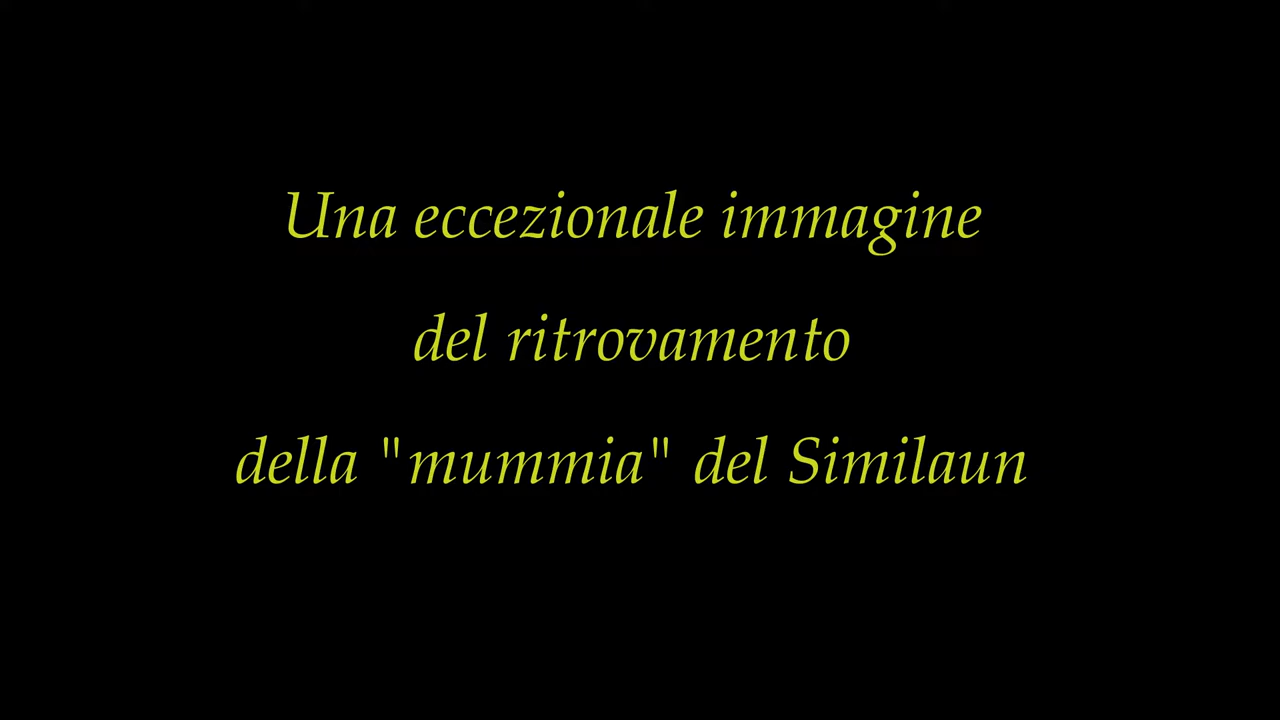 Una eccezionale immagine
del ritrovamento
della "mummia" del Similaun